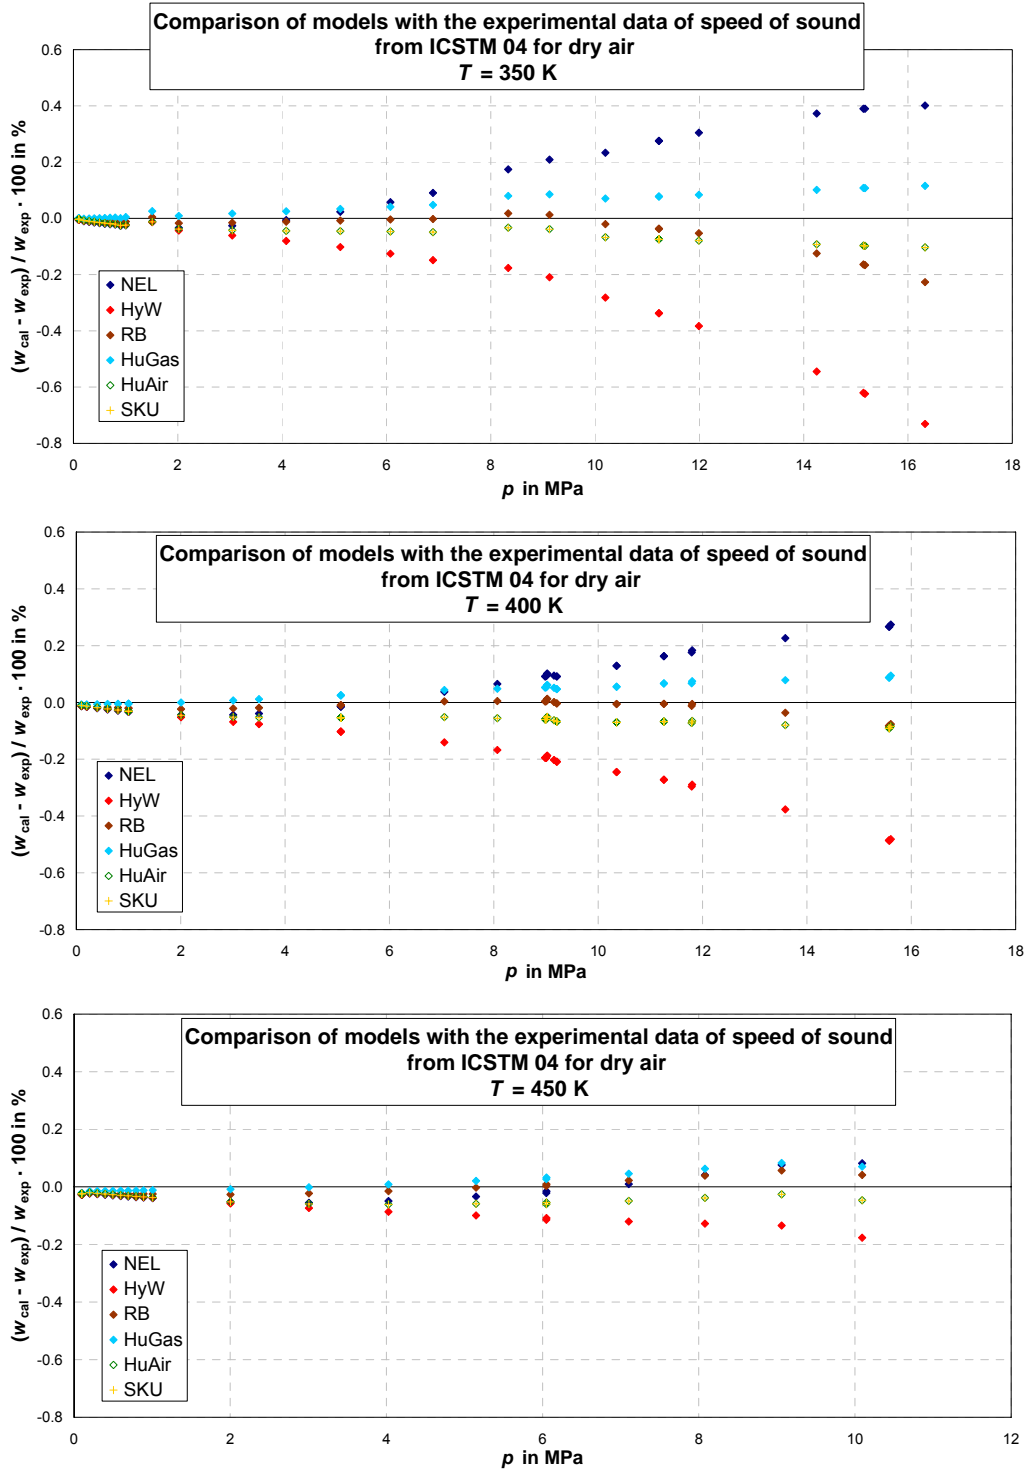 Comparison of models with the experimental data of speed of sound
from ICSTM 04 for dry air
T = 350 K
0.6
0.4
0.2
0.0
-0.2
-0.4
-0.6
-0.8
(w cal - w exp) / w exp · 100 in %
NEL
HyW
RB
HuGas
HuAir
SKU
0 2 4 6 8 10 12 14 16 18
p in MPa
Comparison of models with the experimental data of speed of sound
from ICSTM 04 for dry air
T = 400 K
0.6
0.4
0.2
0.0
-0.2
-0.4
-0.6
-0.8
(w cal - w exp) / w exp · 100 in %
NEL
HyW
RB
HuGas
HuAir
SKU
0 2 4 6 8 10 12 14 16 18
p in MPa
Comparison of models with the experimental data of speed of sound
from ICSTM 04 for dry air
T = 450 K
0.6
0.4
0.2
0.0
-0.2
-0.4
-0.6
-0.8
(w cal - w exp) / w exp · 100 in %
NEL
HyW
RB
HuGas
HuAir
SKU
0 2 4 6 8 10 12
p in MPa